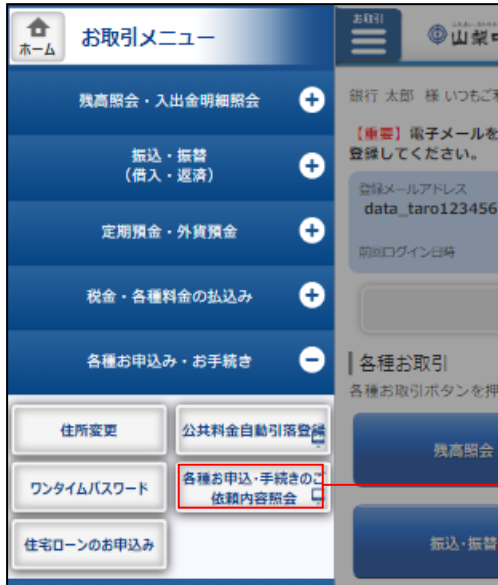 ホーム
お取引メニュー
残高照会・入出金明細照会
振込・振替
(借入・返済)
定期預金・外貨預金
税金・各種料金の払込み
各種お申込み・お手続き
住所変更
公共料金自動引落登録
ワンタイムパスワード
各種お申込・手続きのご
依頼内容照会
住宅ローンのお申込み
お取引
山梨中
銀行 太郎 様 いつもご
【重要】電子メールを
登録してください。
登録メールアドレス
data_taro123456
前回ログイン日時
各種お取引
各種お取引ボタンを押
残高照会
振込・振替